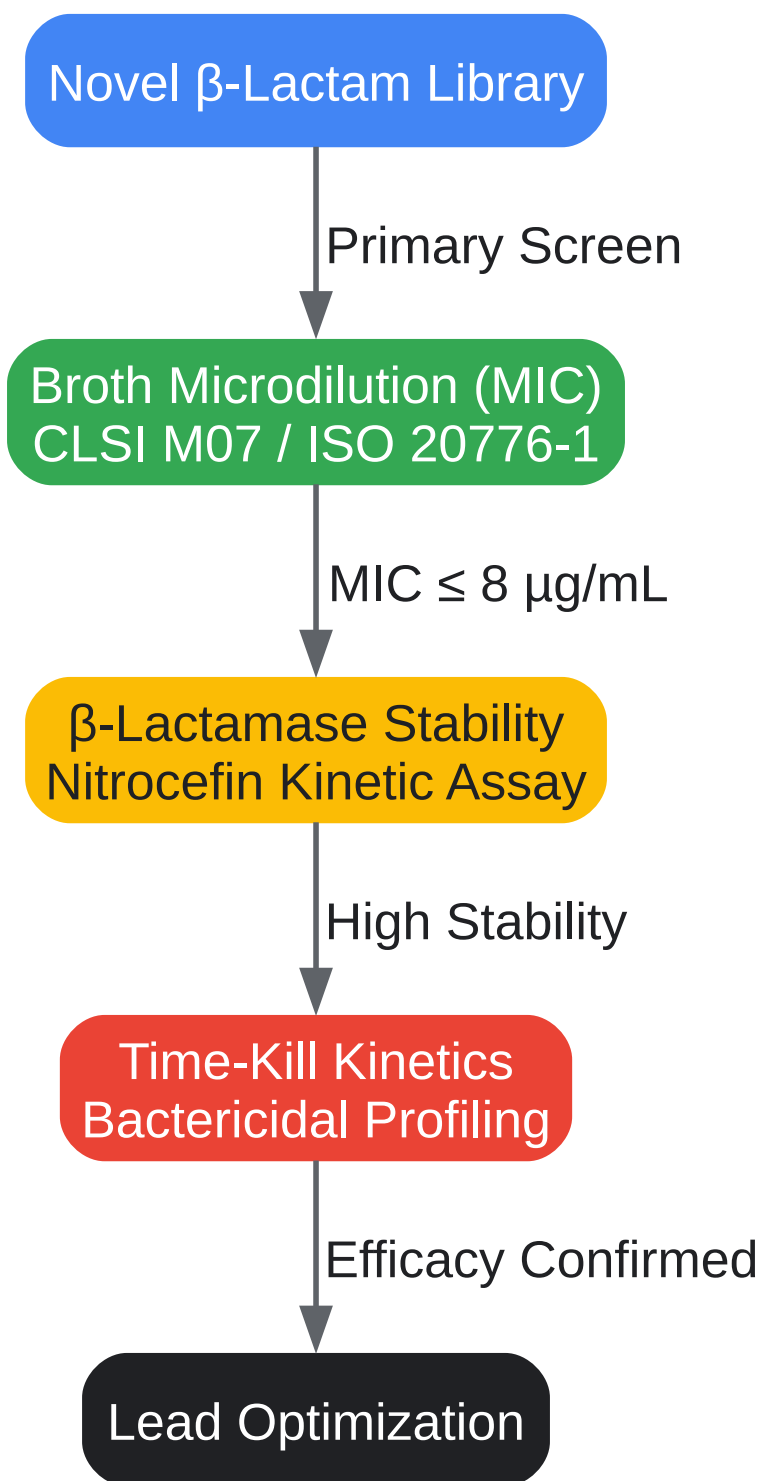 Novel β-Lactam Library
Primary Screen
Broth Microdilution (MIC)
CLSI M07 / ISO 20776-1
MIC ≤ 8 µg/mL
β-Lactamase Stability
Nitrocefin Kinetic Assay
High Stability
Time-Kill Kinetics
Bactericidal Profiling
Efficacy Confirmed
Lead Optimization